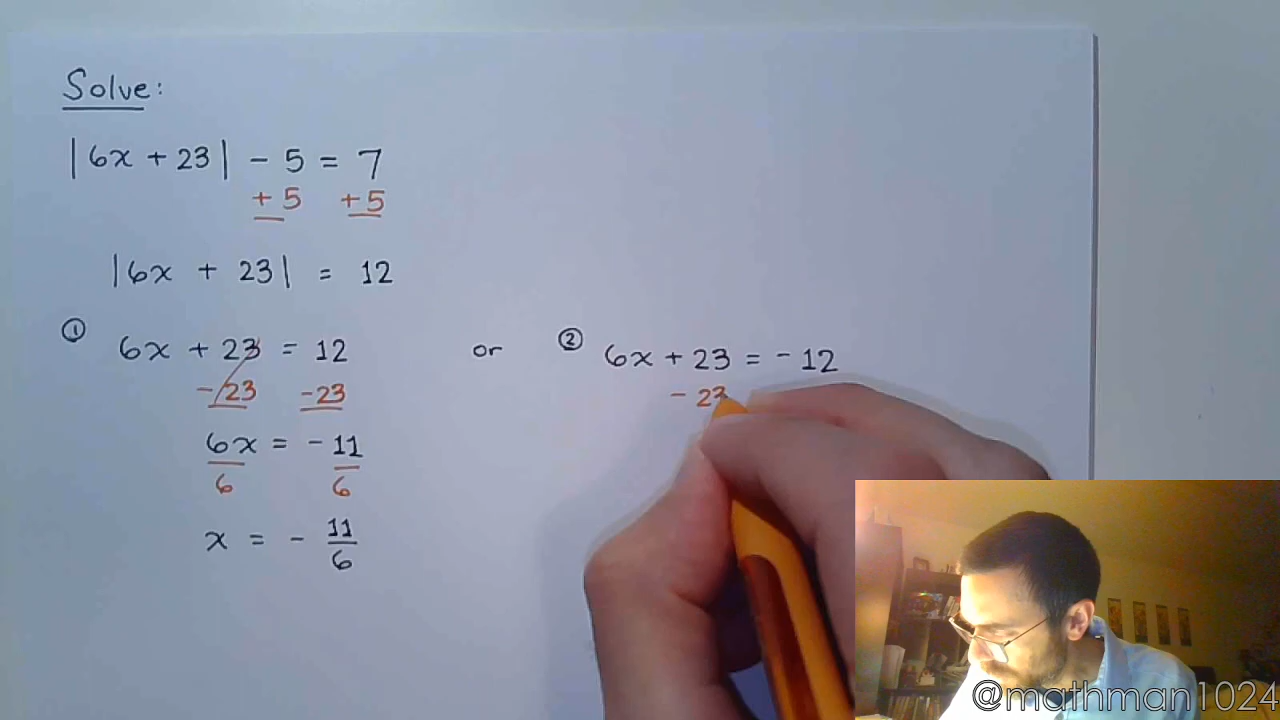 Solve:
|6x + 23| - 5 = 7
+ 5 + 5
|6x + 23| = 12
① 6x + 23 = 12 or ② 6x + 23 = - 12
- 23 - 23 - 23
6x = - 11
6 6
x = - 11/6
@mathman1024